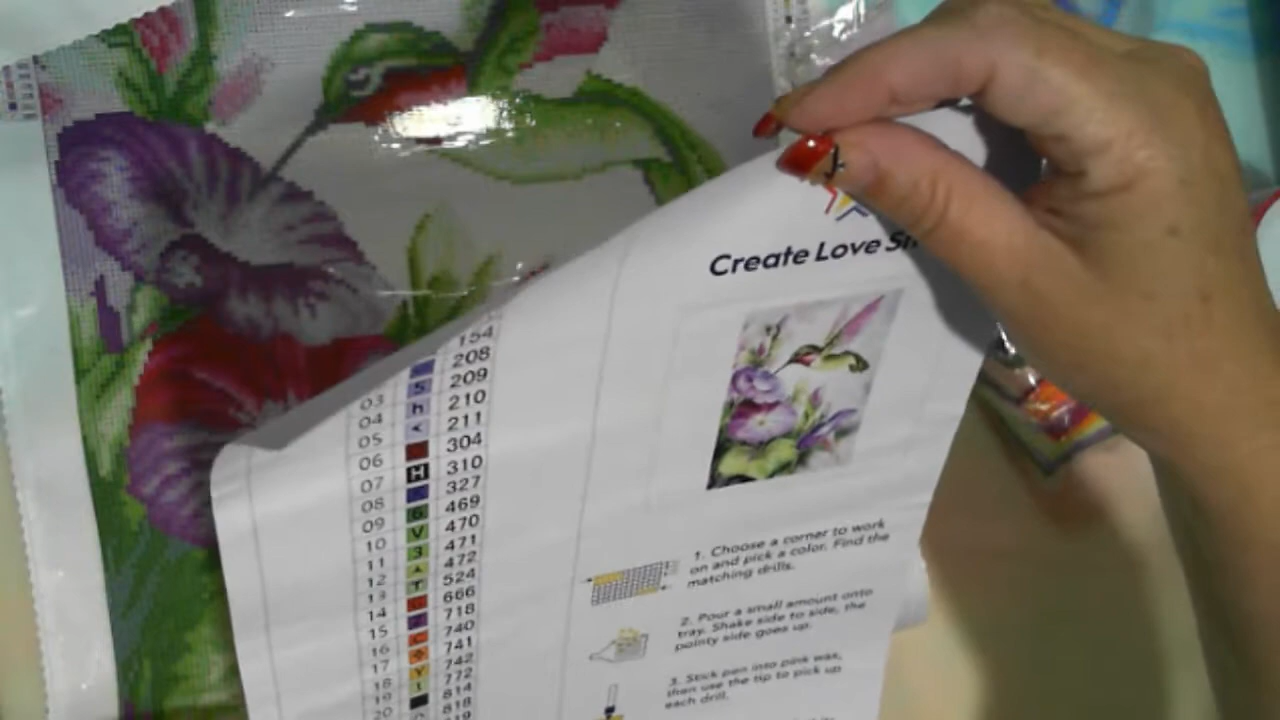 Create Love
154
208
03 S 209
04 h 210
05 < 211
06 304
07 H 310
08 327
09 6 469
10 V 470
11 3 471
12 472
13 T 524
14 666
15 718
16 C 740
17 741
18 Y 742
19 772
20 814
818
1. Choose a corner to work
on and pick a color. Find the
matching drills.
2. Pour a small amount onto
tray. Shake side to side, the
pointy side goes up.
3. Stick pen into pink wax,
then use the tip to pick up
each drill.